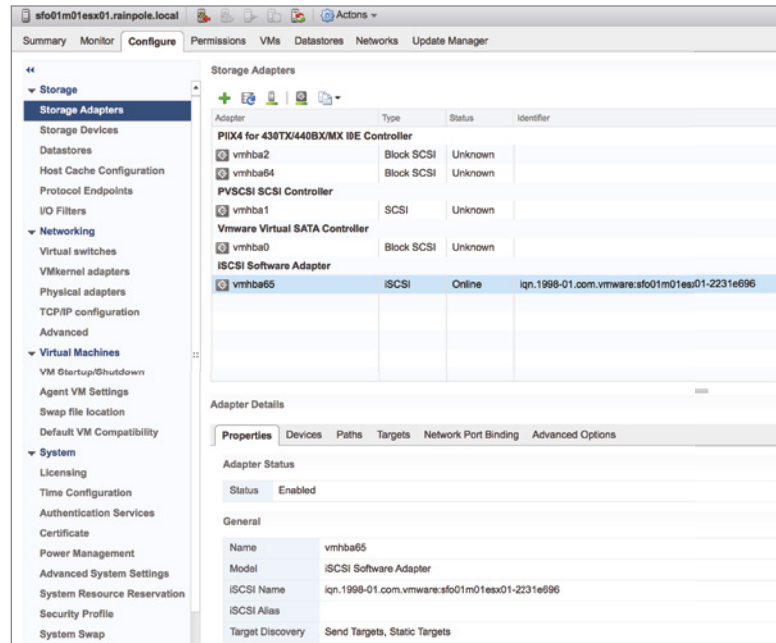 sfo01m01esx01.rainpole.local Actions
Summary Monitor Configure Permissions VMs Datastores Networks Update Manager
Storage
Storage Adapters
Storage Devices
Datastores
Host Cache Configuration
Protocol Endpoints
I/O Filters
Networking
Virtual switches
VMkernel adapters
Physical adapters
TCP/IP configuration
Advanced
Virtual Machines
VM Startup/Shutdown
Agent VM Settings
Swap file location
Default VM Compatibility
System
Licensing
Time Configuration
Authentication Services
Certificate
Power Management
Advanced System Settings
System Resource Reservation
Security Profile
System Swap
Storage Adapters
Adapter Type Status Identifier
PIIX4 for 430TX/440BX/MX IDE Controller
vmhba2 Block SCSI Unknown
vmhba64 Block SCSI Unknown
PVSCSI SCSI Controller
vmhba1 SCSI Unknown
Vmware Virtual SATA Controller
vmhba0 Block SCSI Unknown
iSCSI Software Adapter
vmhba65 iSCSI Online iqn.1998-01.com.vmware:sfo01m01esx01-2231e696
Adapter Details
Properties Devices Paths Targets Network Port Binding Advanced Options
Adapter Status
Status Enabled
General
Name vmhba65
Model iSCSI Software Adapter
iSCSI Name iqn.1998-01.com.vmware:sfo01m01esx01-2231e696
iSCSI Alias
Target Discovery Send Targets, Static Targets